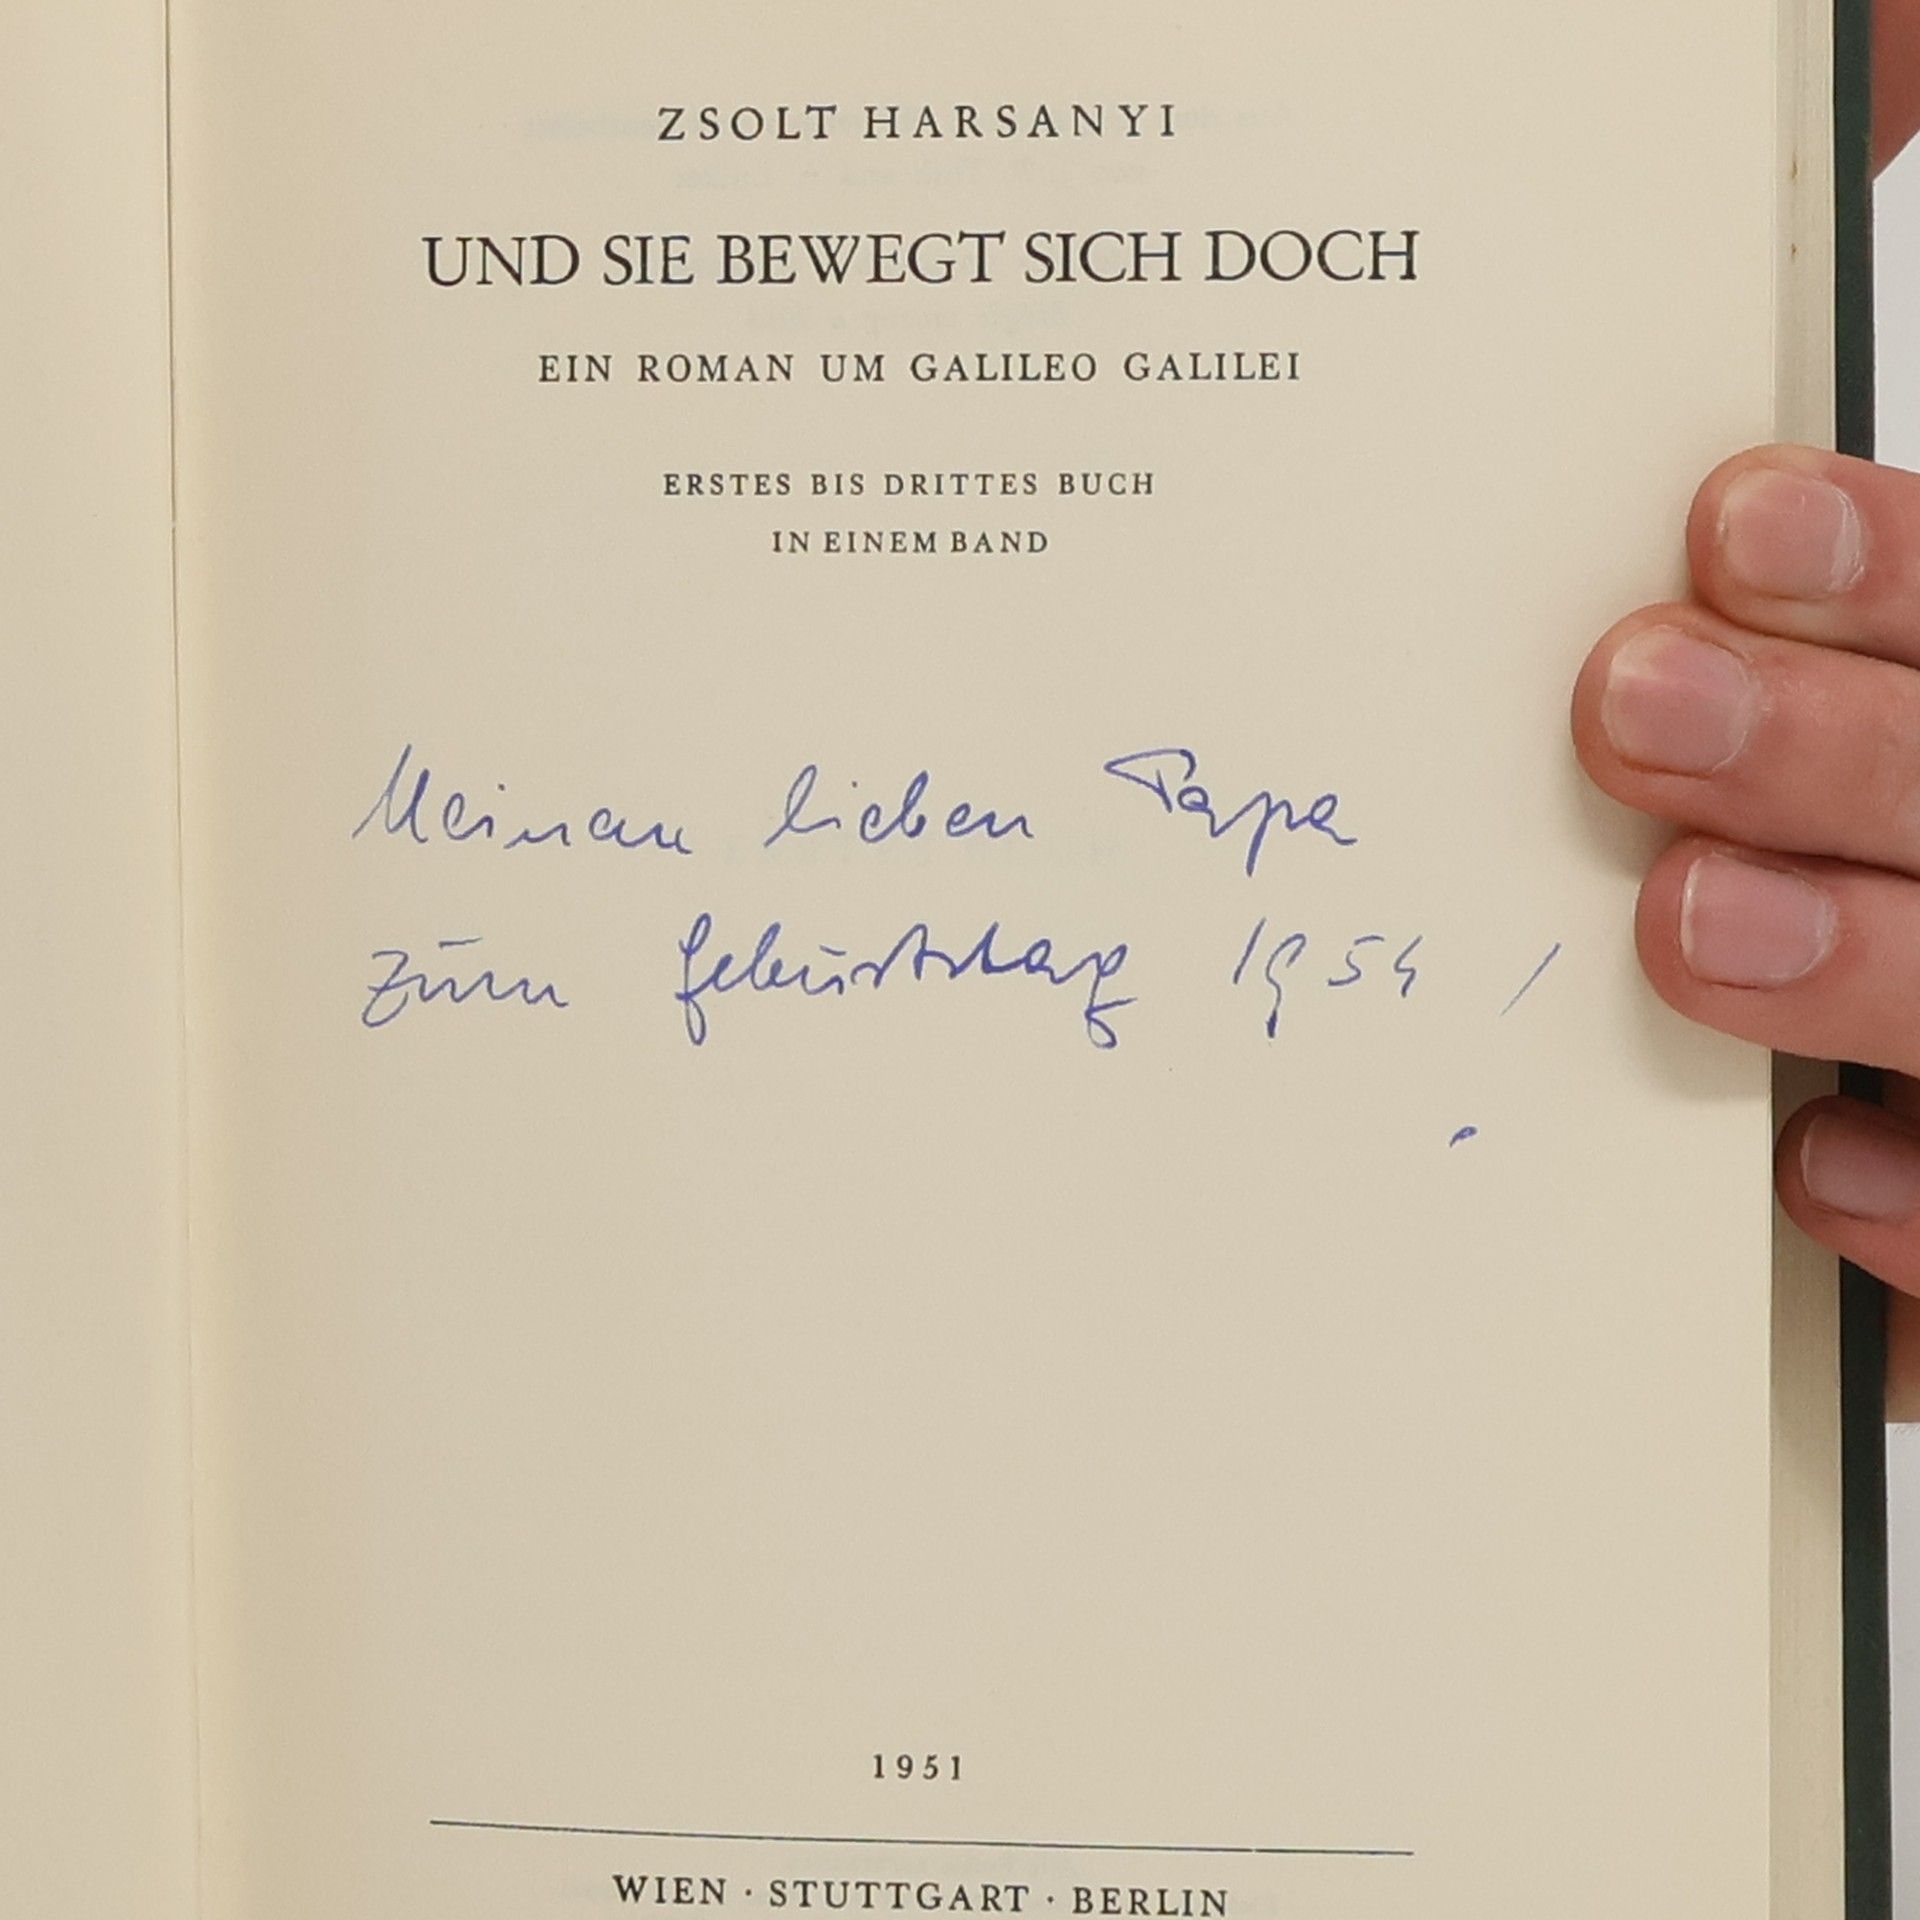 ZSOLT HARSANYI
UND SIE BEWEGT SICH DOCH
EIN ROMAN UM GALILEO GALILEI
ERSTES BIS DRITTES BUCH
IN EINEM BAND
Meinem lieben Papa
zum Geburtstag 1954 !
1951
WIEN · STUTTGART · BERLIN